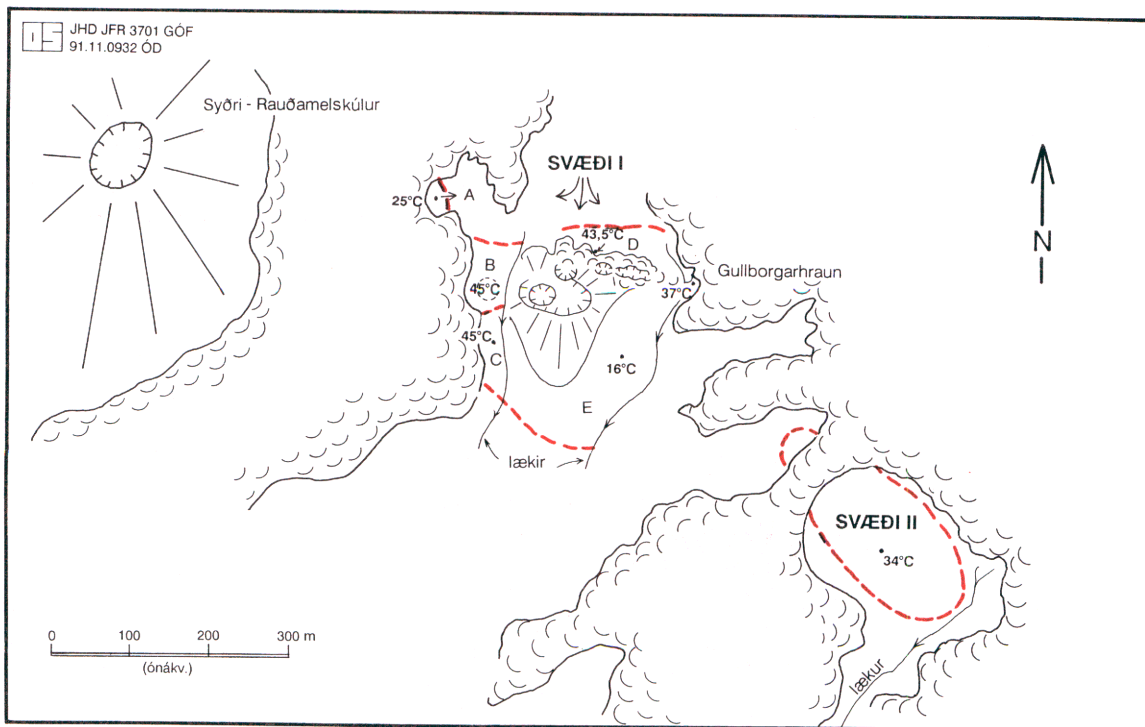 OS
JHD JFR 3701 GÓF
91.11.0932 ÓD
Syðri - Rauðamelskúlur
SVÆÐI I
25°C
A
43,5°C
D
B
45°C
Gullborgarhraun
37°C
N
45°C
C
16°C
E
lækir
SVÆÐI II
34°C
0 100 200 300 m
(ónákv.)
lækur